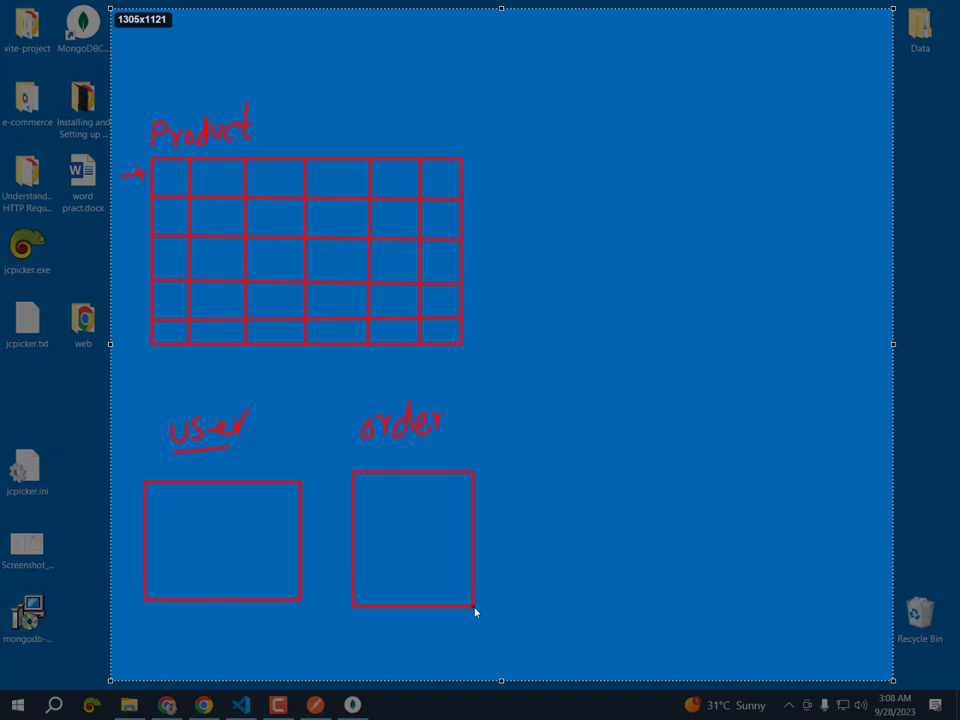 1305x1121
vite-project
MongoDBC...
Data
e-commerce
Installing and
Setting up ...
Product
Understand...
HTTP Requ...
word
pract.docx
jcpicker.exe
jcpicker.txt
web
user
order
jcpicker.ini
Screenshot_...
mongodb-...
Recycle Bin
31°C Sunny
3:08 AM
9/28/2023